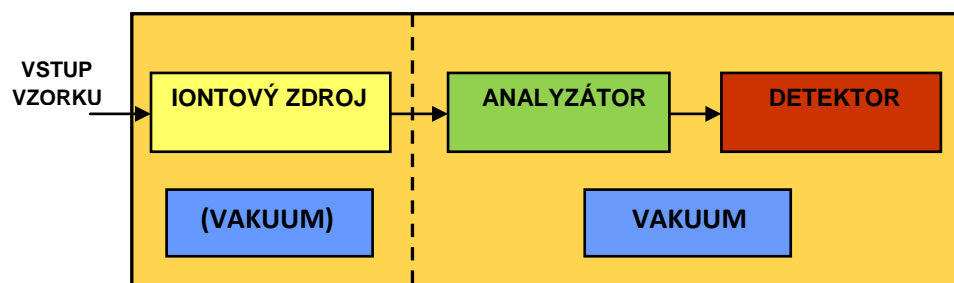 VSTUP
VZORKU
IONTOVÝ ZDROJ
ANALYZÁTOR
DETEKTOR
(VAKUUM)
VAKUUM